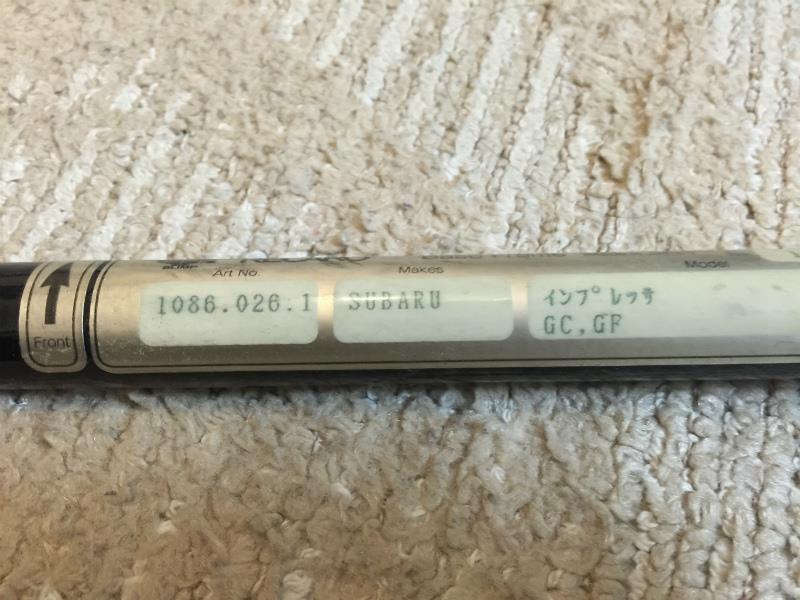 Art No.
Makes
Model
1086.026.1
SUBARU
インプレッサ
GC,GF
Front